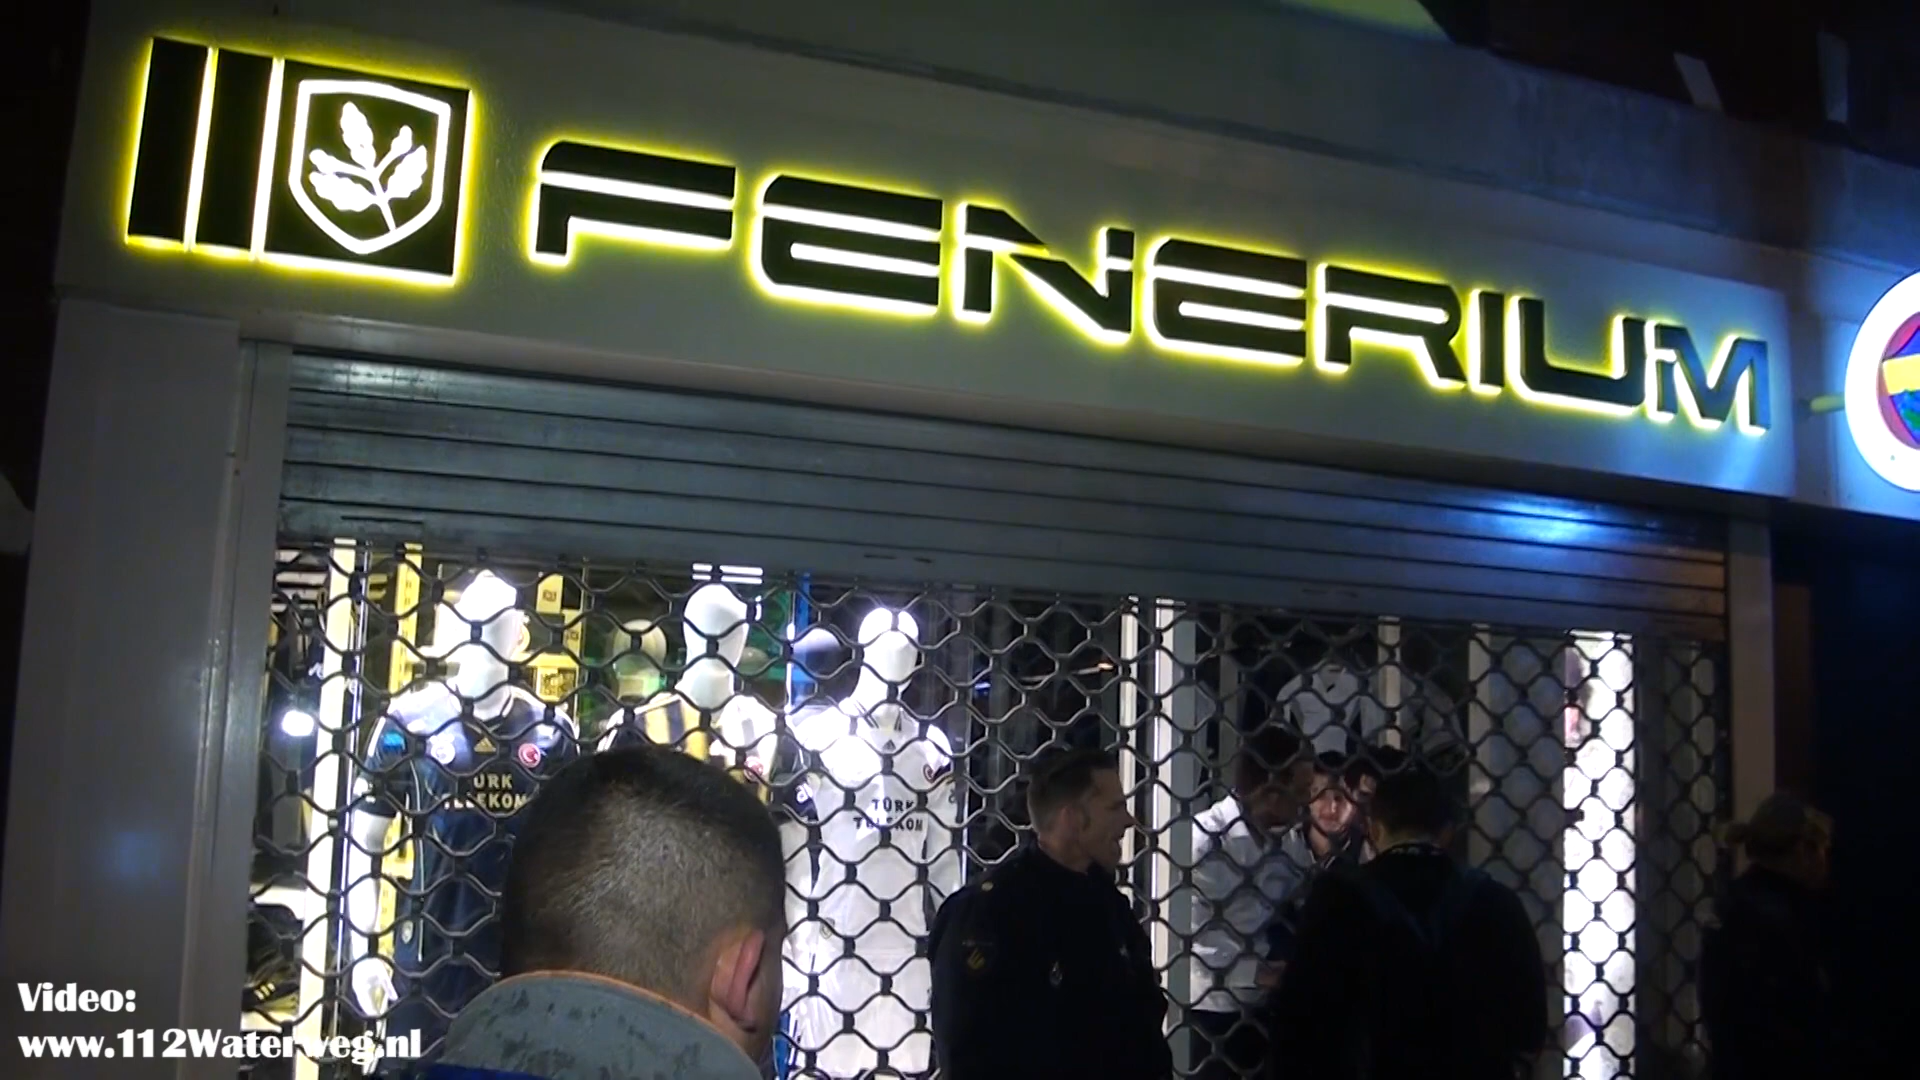 FENERIUM
TÜRK
TELEKOM
TÜRK
TELEKOM
Video:
www.112Waterweg.nl